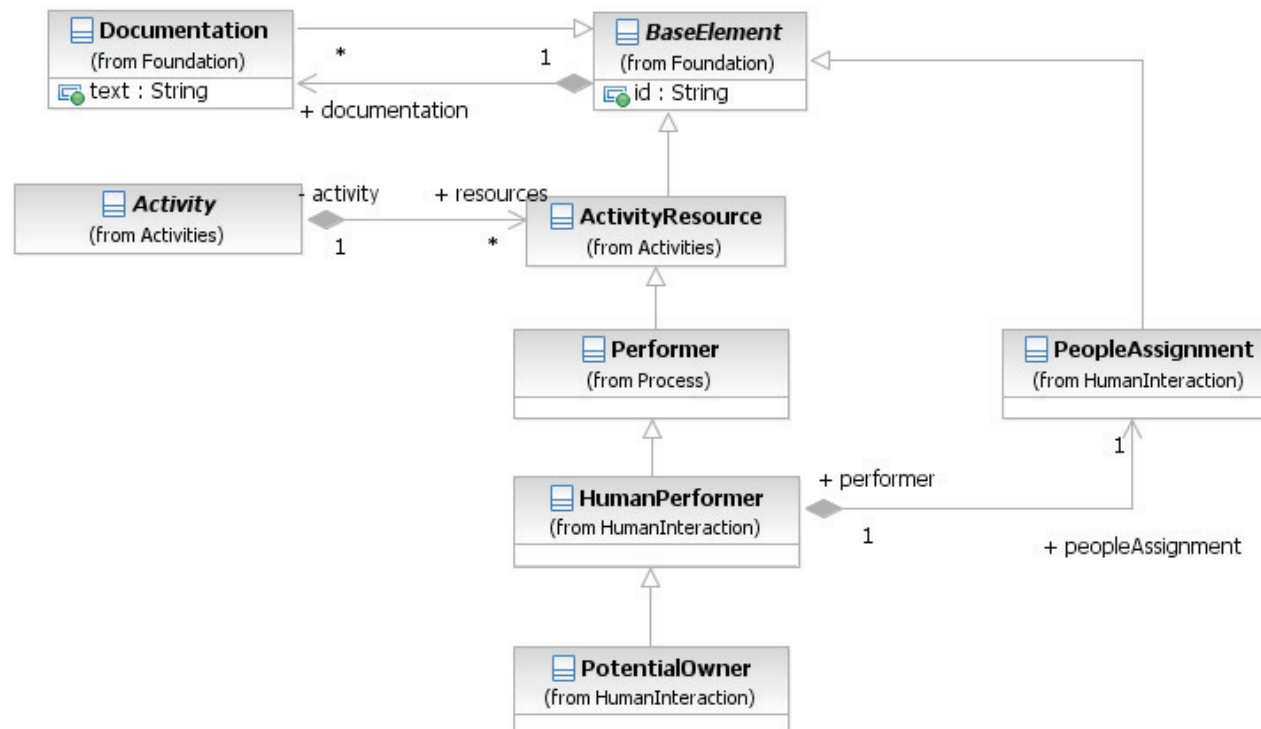 Documentation
(from Foundation)
text : String
BaseElement
(from Foundation)
id : String
*
1
+ documentation
Activity
(from Activities)
- activity
+ resources
1
*
ActivityResource
(from Activities)
Performer
(from Process)
PeopleAssignment
(from HumanInteraction)
HumanPerformer
(from HumanInteraction)
+ performer
1
1
+ peopleAssignment
PotentialOwner
(from HumanInteraction)